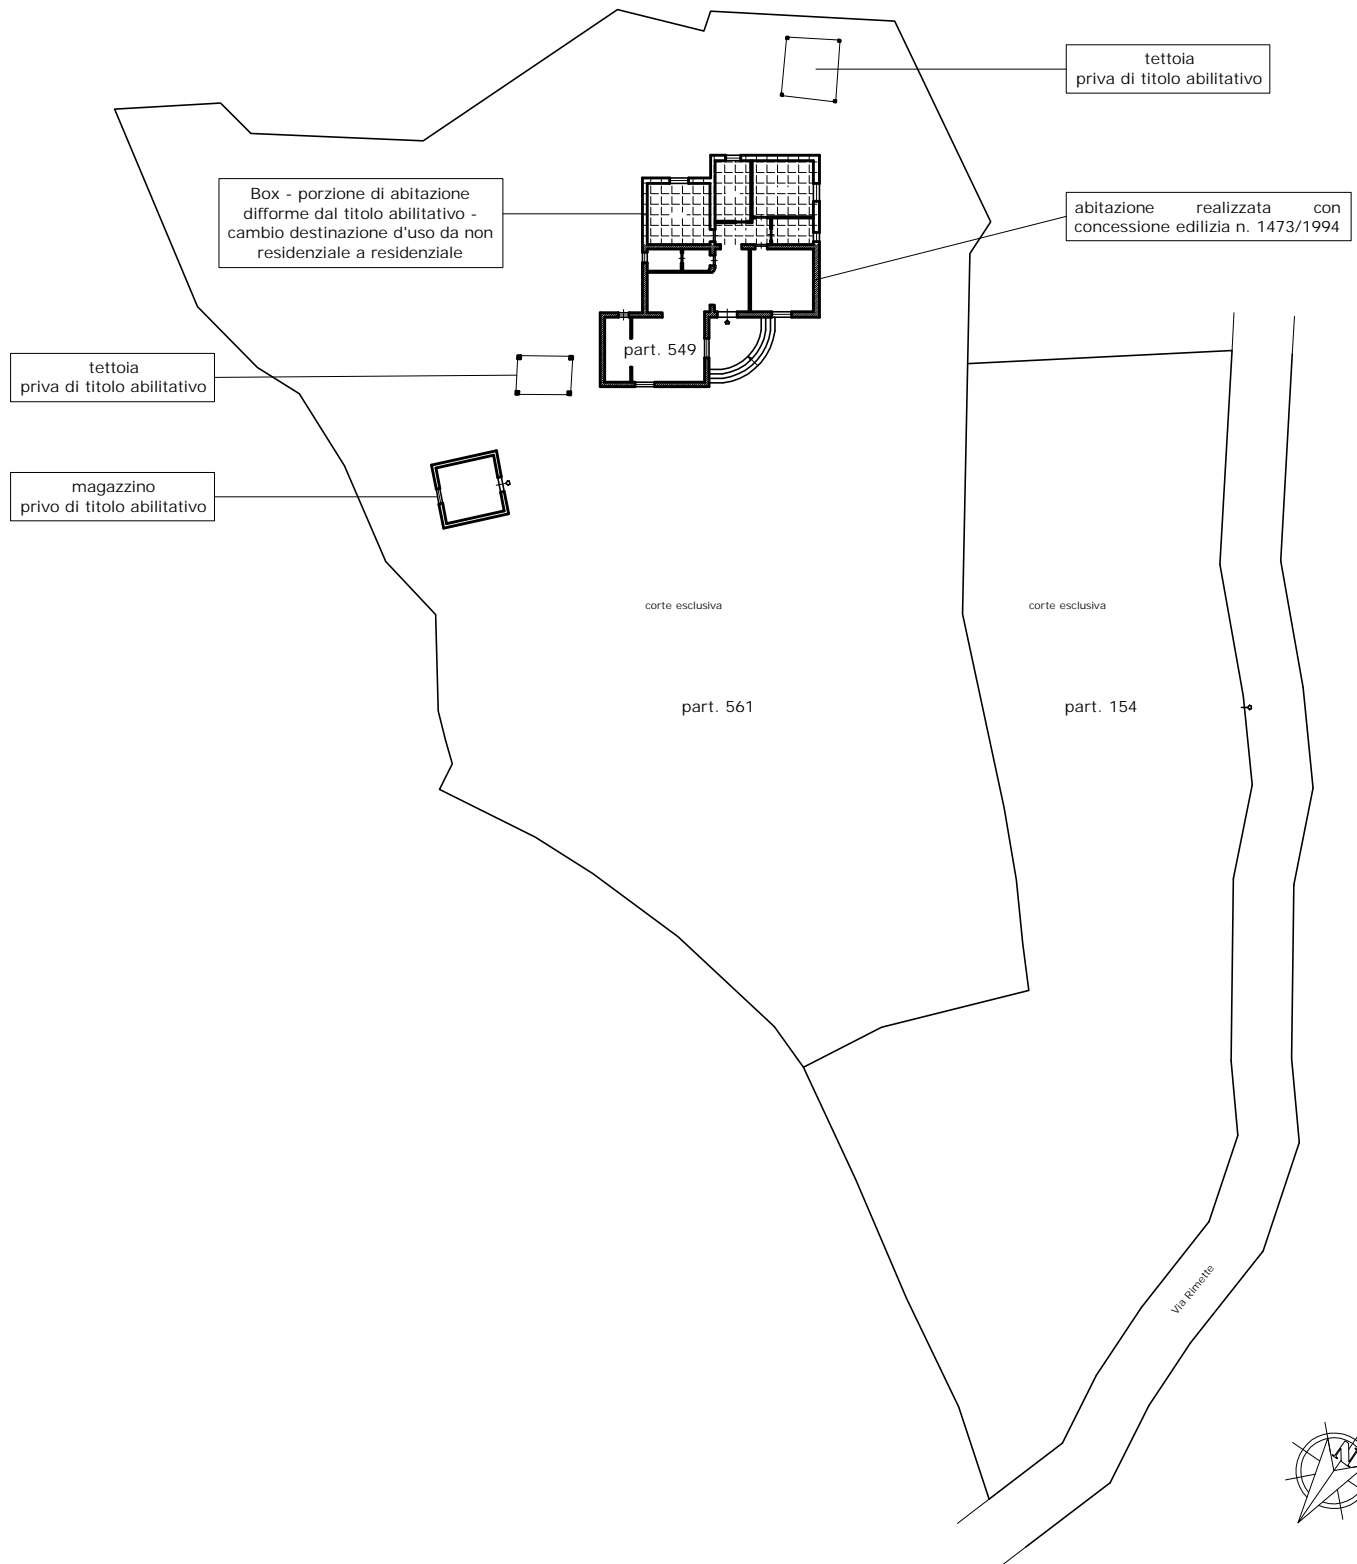 tettoia
priva di titolo abilitativo
Box - porzione di abitazione
difforme dal titolo abilitativo -
cambio destinazione d'uso da non
residenziale a residenziale
abitazione realizzata con
concessione edilizia n. 1473/1994
part. 549
tettoia
priva di titolo abilitativo
magazzino
privo di titolo abilitativo
corte esclusiva
corte esclusiva
part. 561
part. 154
Via Rimette
N